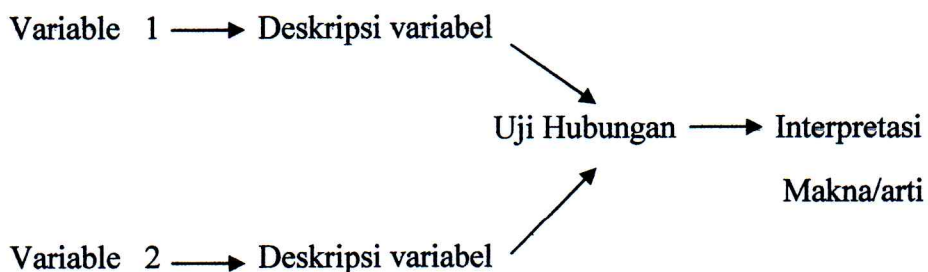 Variable 1 Deskripsi variabel
Uji Hubungan Interpretasi
Makna/arti
Variable 2 Deskripsi variabel